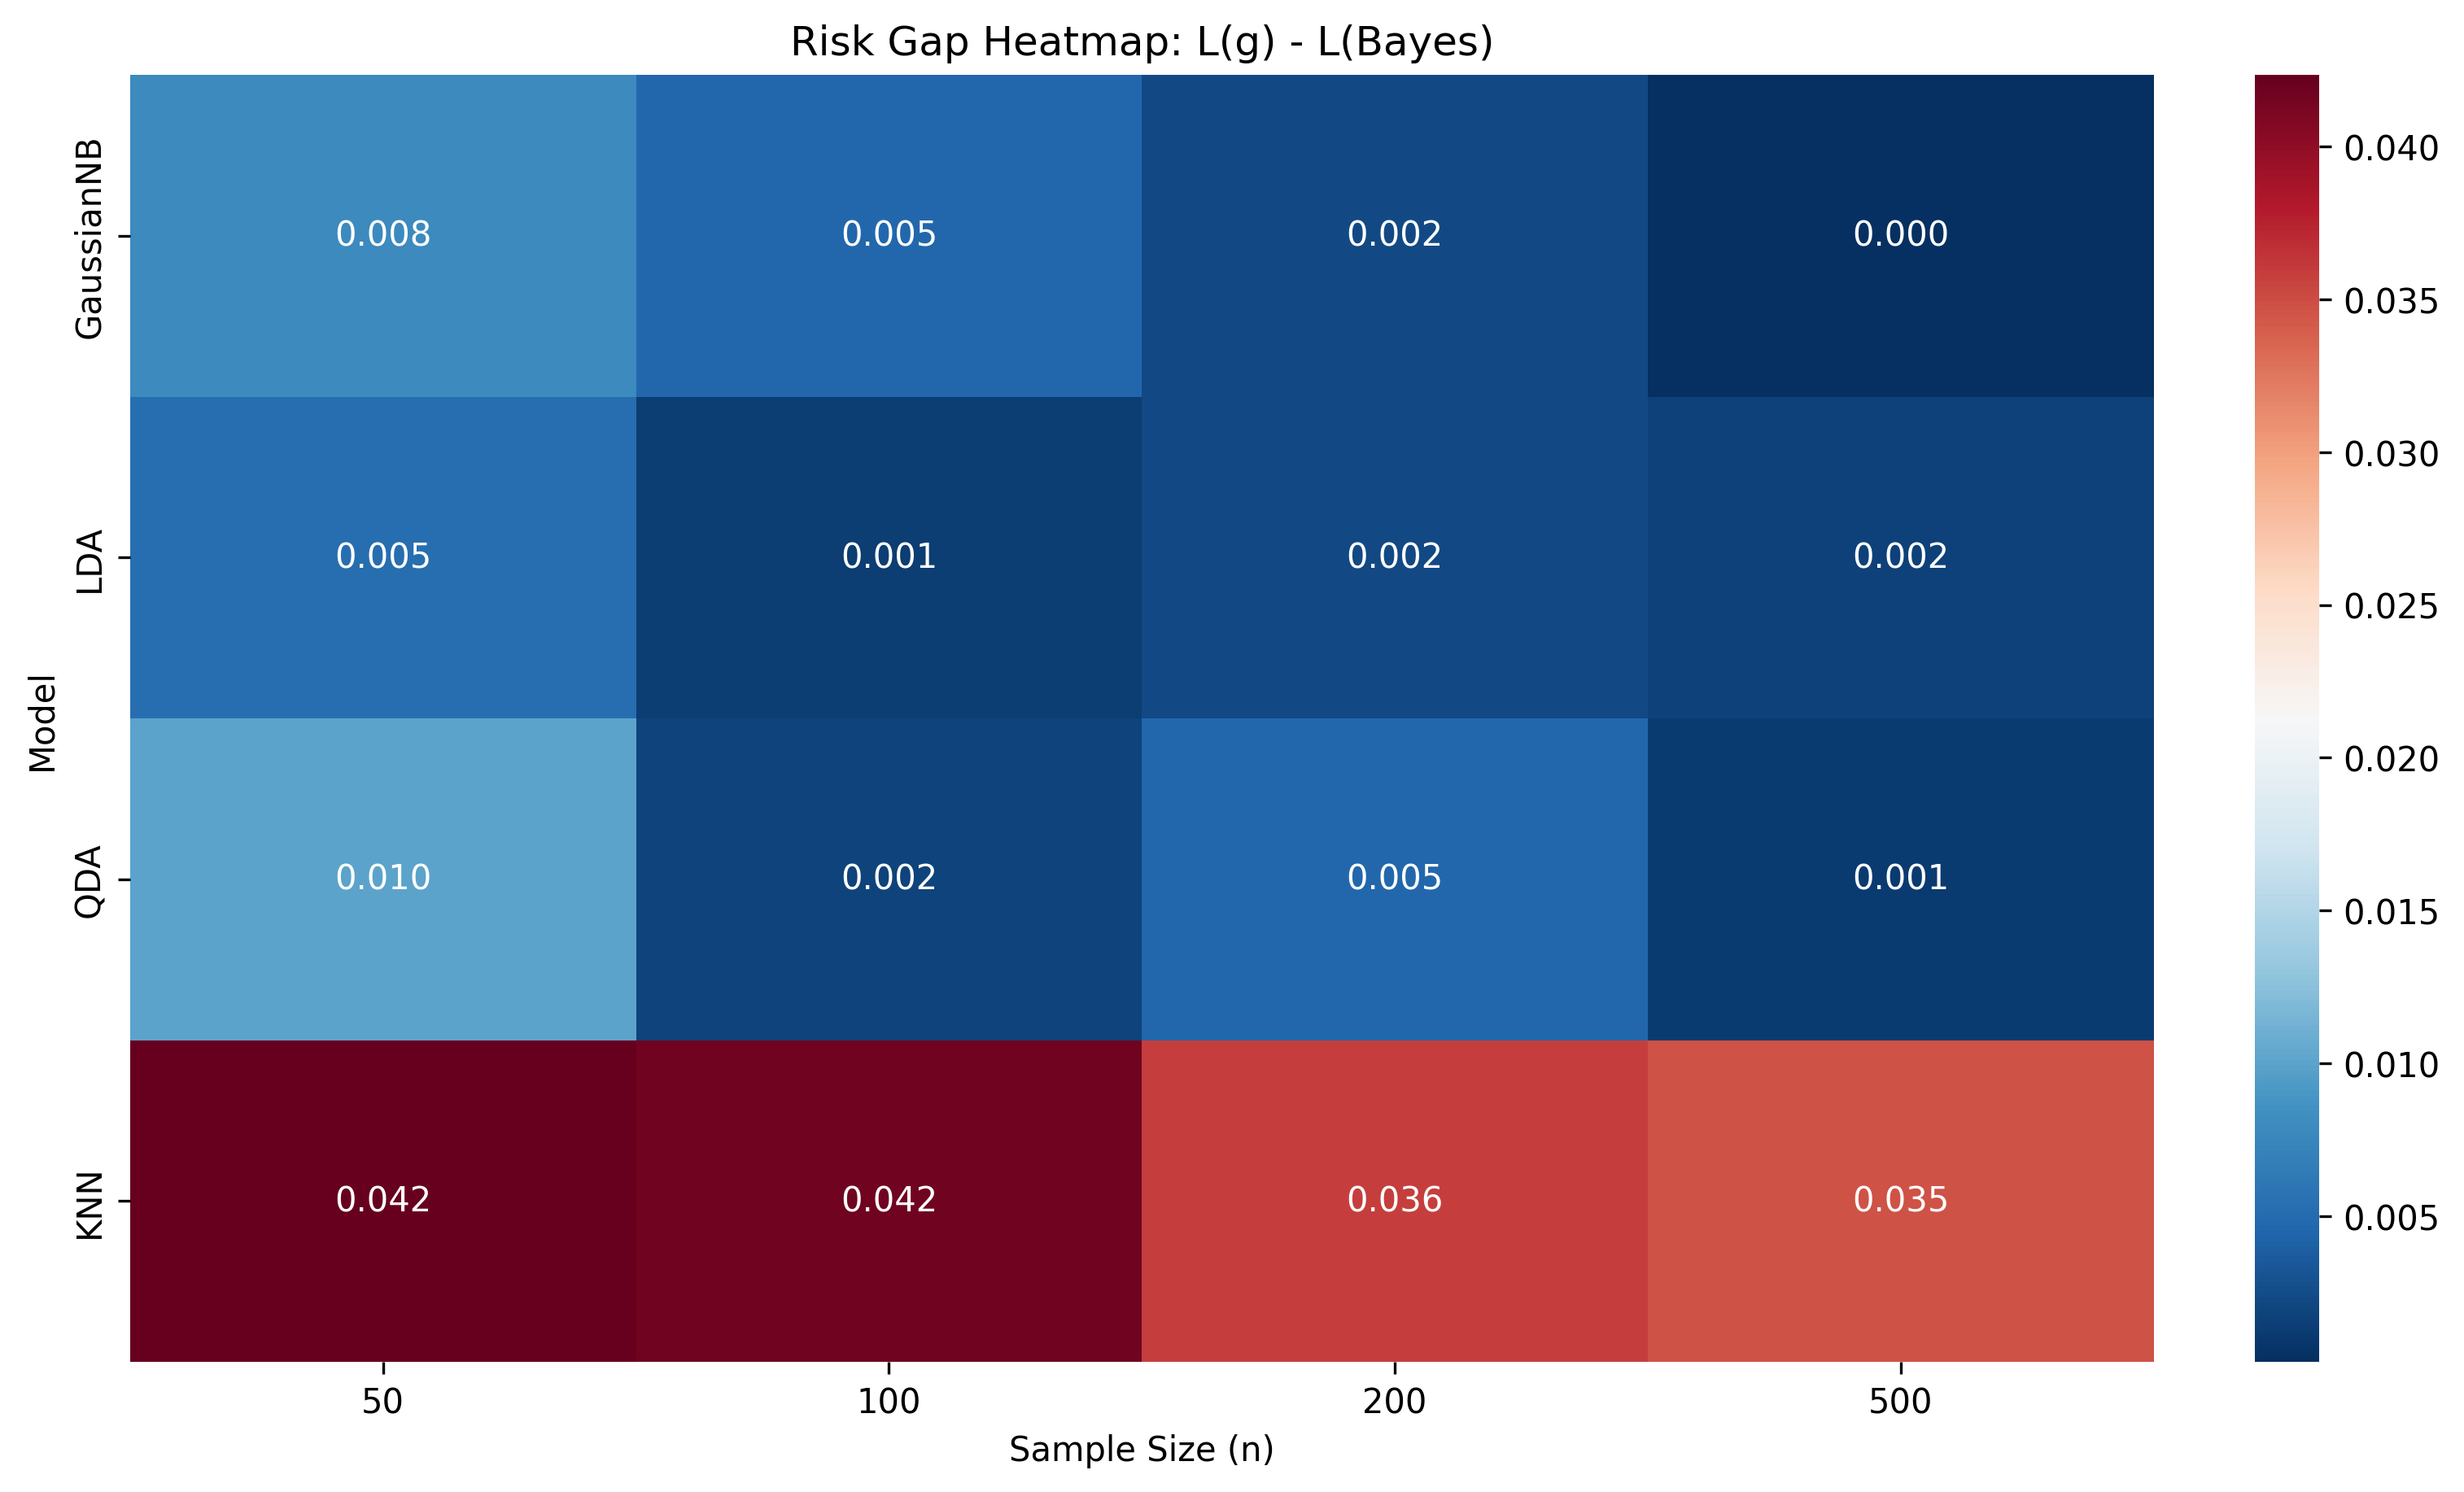 Risk Gap Heatmap: L(g) - L(Bayes)
Model
GaussianNB
0.008 0.005 0.002 0.000
LDA
0.005 0.001 0.002 0.002
QDA
0.010 0.002 0.005 0.001
KNN
0.042 0.042 0.036 0.035
50 100 200 500
Sample Size (n)
0.040
0.035
0.030
0.025
0.020
0.015
0.010
0.005